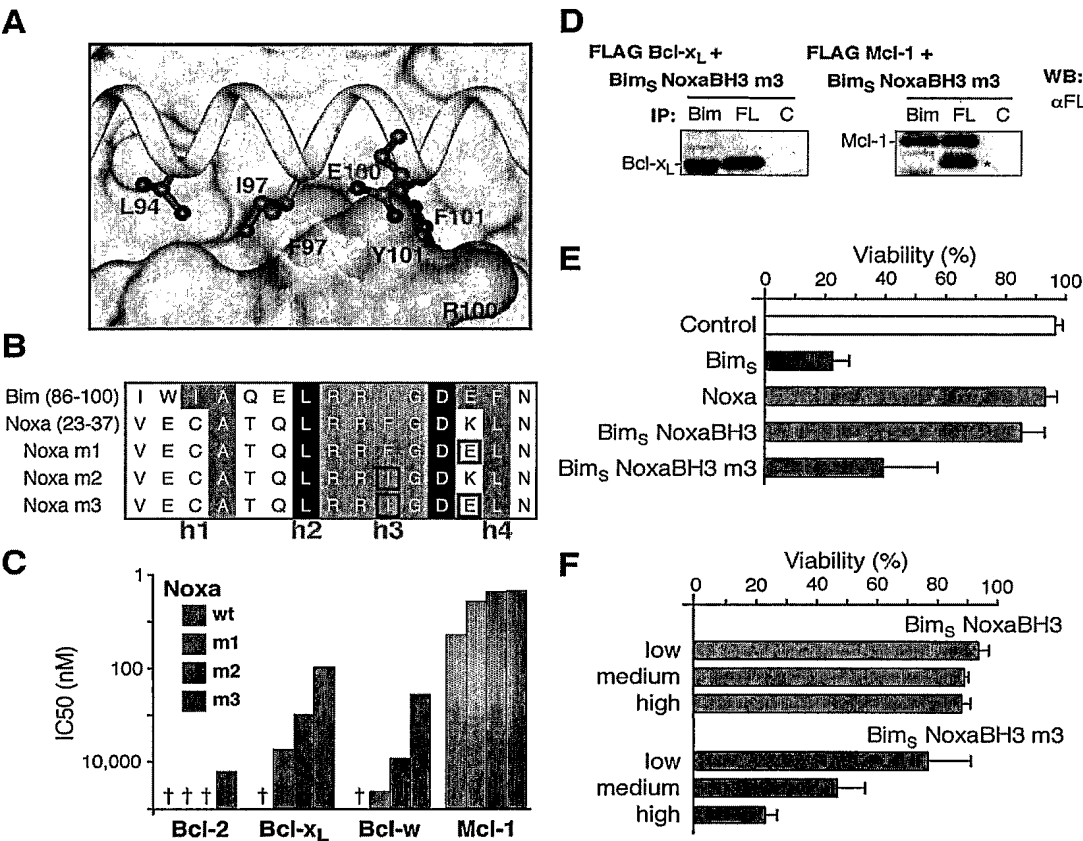 A
L94
I97
E100
F97
F101
Y101
R100
B
Bim (86-100) I W I A Q E L R R I G D E F N
Noxa (23-37) V E C A T Q L R R F G D K L N
Noxa m1 V E C A T Q L R R F G D E L N
Noxa m2 V E C A T Q L R R I G D K L N
Noxa m3 V E C A T Q L R R I G D E L N
h1 h2 h3 h4
C
Noxa
wt
m1
m2
m3
IC50 (nM)
1
100
10,000
† † † † †
Bcl-2 Bcl-xL Bcl-w Mcl-1
D
FLAG Bcl-xL +
BimS NoxaBH3 m3
IP: Bim FL C
Bcl-xL-
FLAG Mcl-1 +
BimS NoxaBH3 m3
Bim FL C
Mcl-1-
*
WB:
αFL
E
Viability (%)
0 20 40 60 80 100
Control
BimS
Noxa
BimS NoxaBH3
BimS NoxaBH3 m3
F
Viability (%)
0 20 40 60 80 100
BimS NoxaBH3
low
medium
high
BimS NoxaBH3 m3
low
medium
high